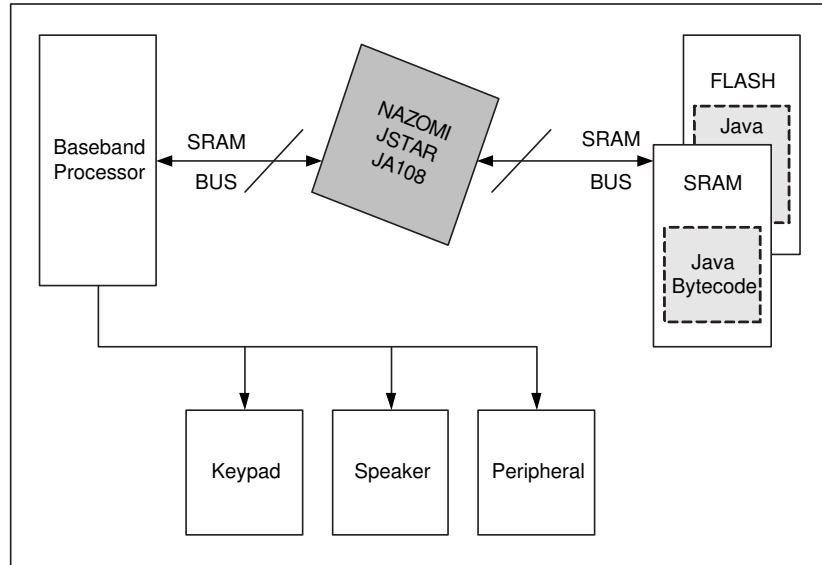 Baseband
Processor
SRAM
BUS
NAZOMI
JSTAR
JA108
SRAM
BUS
FLASH
Java
SRAM
Java
Bytecode
Keypad
Speaker
Peripheral